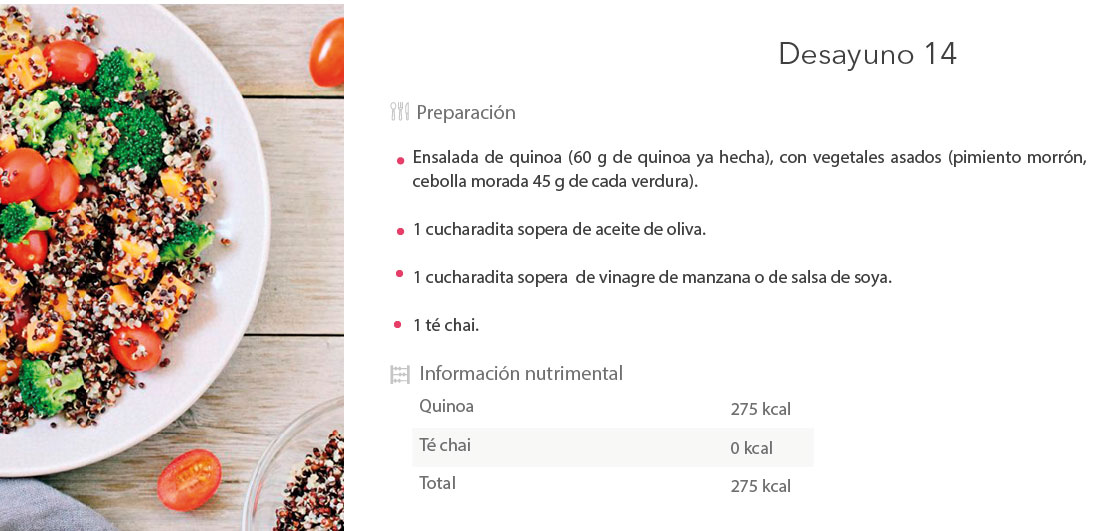 Desayuno 14
Preparación
Ensalada de quinoa (60 g de quinoa ya hecha), con vegetales asados (pimiento morrón,
cebolla morada 45 g de cada verdura).
1 cucharadita sopera de aceite de oliva.
1 cucharadita sopera de vinagre de manzana o de salsa de soya.
1 té chai.
Información nutrimental
Quinoa 275 kcal
Té chai 0 kcal
Total 275 kcal